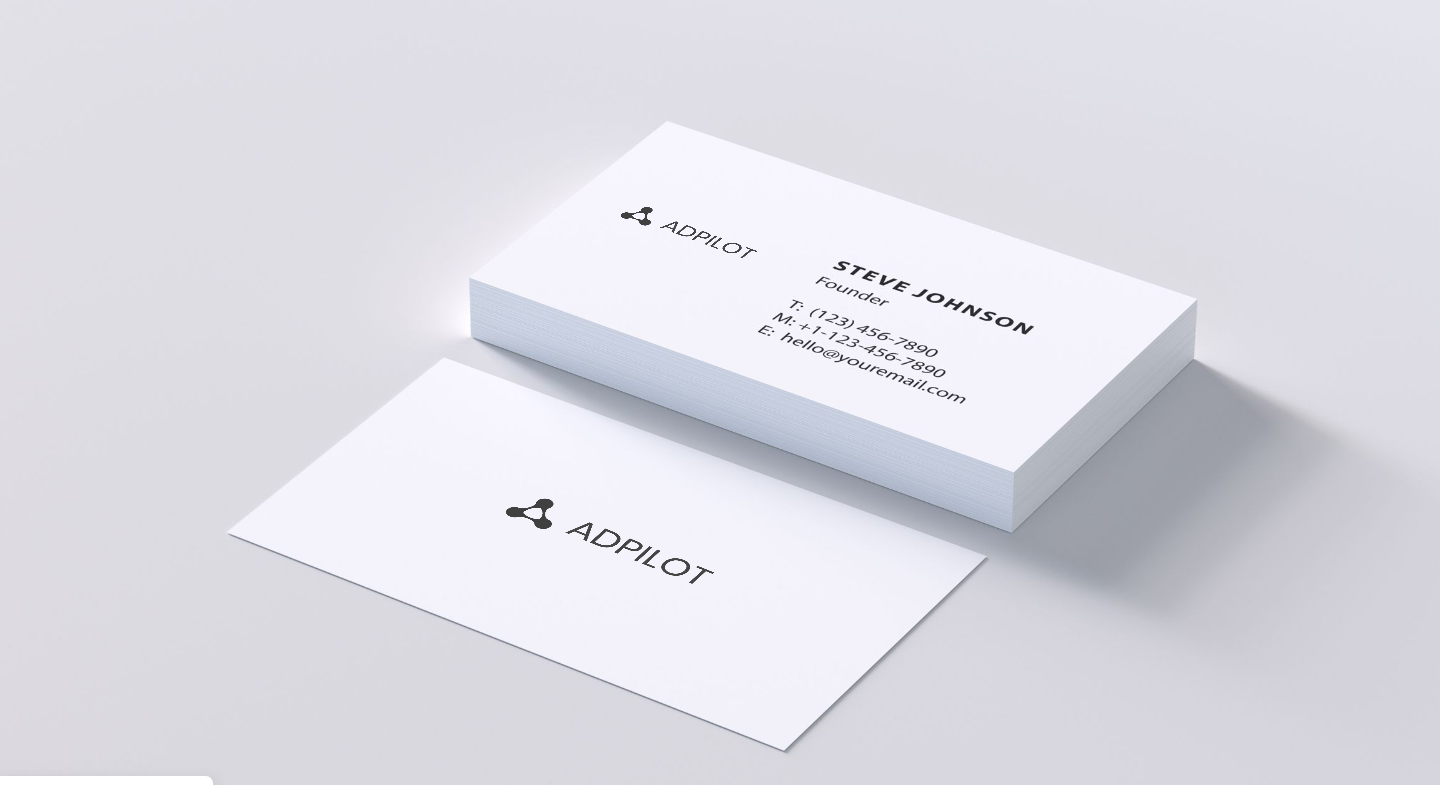 ADPILOT
STEVE JOHNSON
Founder
T: (123) 456-7890
M: +1-123-456-7890
E: hello@youremail.com
ADPILOT